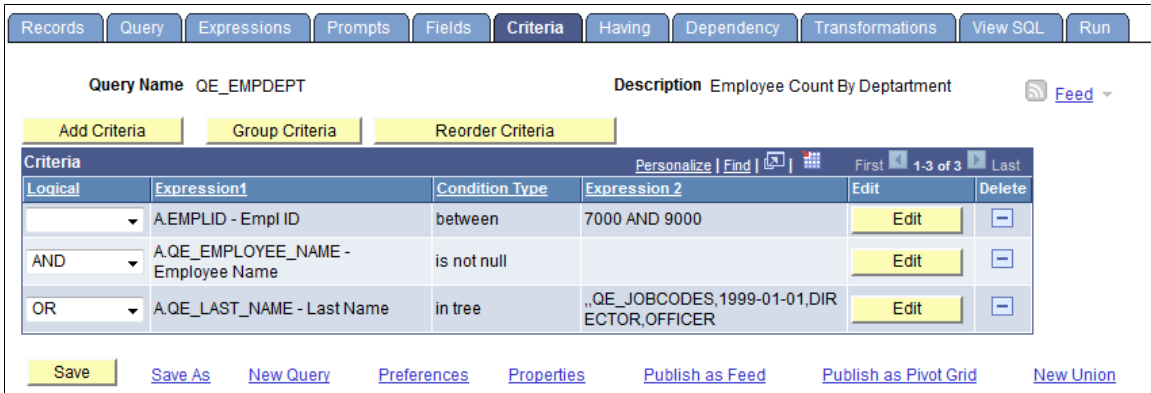 Records Query Expressions Prompts Fields Criteria Having Dependency Transformations View SQL Run
Query Name QE_EMPDEPT Description Employee Count By Deptartment Feed
Add Criteria Group Criteria Reorder Criteria
Criteria Personalize | Find | | First 1-3 of 3 Last
Logical Expression1 Condition Type Expression 2 Edit Delete
A.EMPLID - Empl ID between 7000 AND 9000 Edit
AND A.QE_EMPLOYEE_NAME -
Employee Name is not null Edit
OR A.QE_LAST_NAME - Last Name in tree ,,QE_JOBCODES,1999-01-01,DIR
ECTOR,OFFICER Edit
Save Save As New Query Preferences Properties Publish as Feed Publish as Pivot Grid New Union